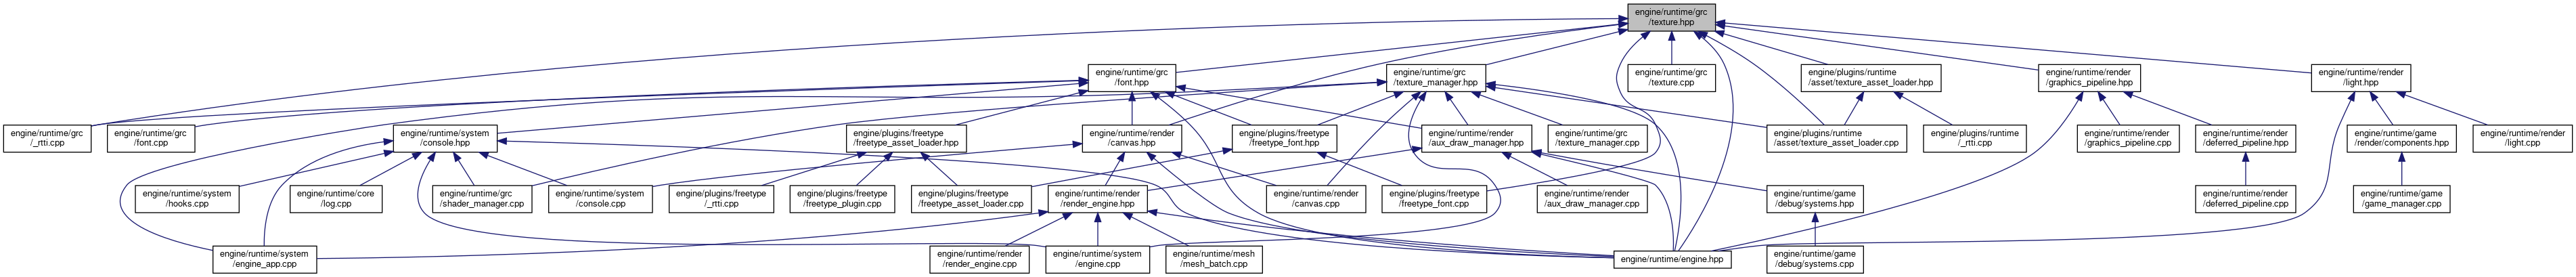 engine/runtime/grc
/texture.hpp
engine/runtime/grc
/font.hpp
engine/runtime/grc
/texture_manager.hpp
engine/runtime/grc
/texture.cpp
engine/plugins/runtime
/asset/texture_asset_loader.hpp
engine/runtime/render
/graphics_pipeline.hpp
engine/runtime/render
/light.hpp
engine/runtime/grc
/_rtti.cpp
engine/runtime/grc
/font.cpp
engine/runtime/system
/console.hpp
engine/plugins/freetype
/freetype_asset_loader.hpp
engine/runtime/render
/canvas.hpp
engine/plugins/freetype
/freetype_font.hpp
engine/runtime/render
/aux_draw_manager.hpp
engine/runtime/grc
/texture_manager.cpp
engine/plugins/runtime
/asset/texture_asset_loader.cpp
engine/plugins/runtime
/_rtti.cpp
engine/runtime/render
/graphics_pipeline.cpp
engine/runtime/render
/deferred_pipeline.hpp
engine/runtime/game
/render/components.hpp
engine/runtime/render
/light.cpp
engine/runtime/system
/hooks.cpp
engine/runtime/core
/log.cpp
engine/runtime/grc
/shader_manager.cpp
engine/runtime/system
/console.cpp
engine/plugins/freetype
/_rtti.cpp
engine/plugins/freetype
/freetype_plugin.cpp
engine/plugins/freetype
/freetype_asset_loader.cpp
engine/runtime/render
/render_engine.hpp
engine/runtime/render
/canvas.cpp
engine/plugins/freetype
/freetype_font.cpp
engine/runtime/render
/aux_draw_manager.cpp
engine/runtime/game
/debug/systems.hpp
engine/runtime/render
/deferred_pipeline.cpp
engine/runtime/game
/game_manager.cpp
engine/runtime/system
/engine_app.cpp
engine/runtime/render
/render_engine.cpp
engine/runtime/system
/engine.cpp
engine/runtime/mesh
/mesh_batch.cpp
engine/runtime/engine.hpp
engine/runtime/game
/debug/systems.cpp